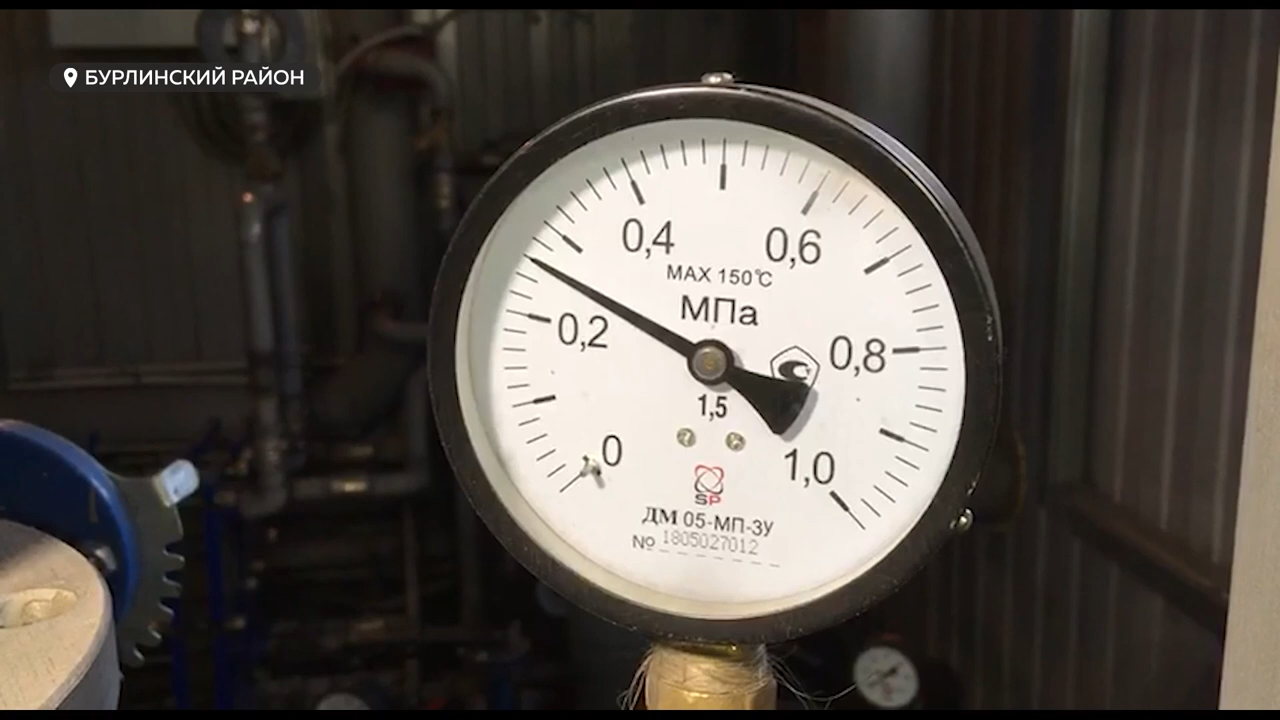 БУРЛИНСКИЙ РАЙОН
0,4 0,6
MAX 150°C
МПа
0,2 0,8
1,5
0 1,0
SP
ДМ 05-МП-3У
№ 1805027012